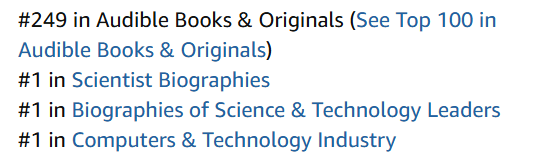 #249 in Audible Books & Originals (See Top 100 in
Audible Books & Originals)
#1 in Scientist Biographies
#1 in Biographies of Science & Technology Leaders
#1 in Computers & Technology Industry